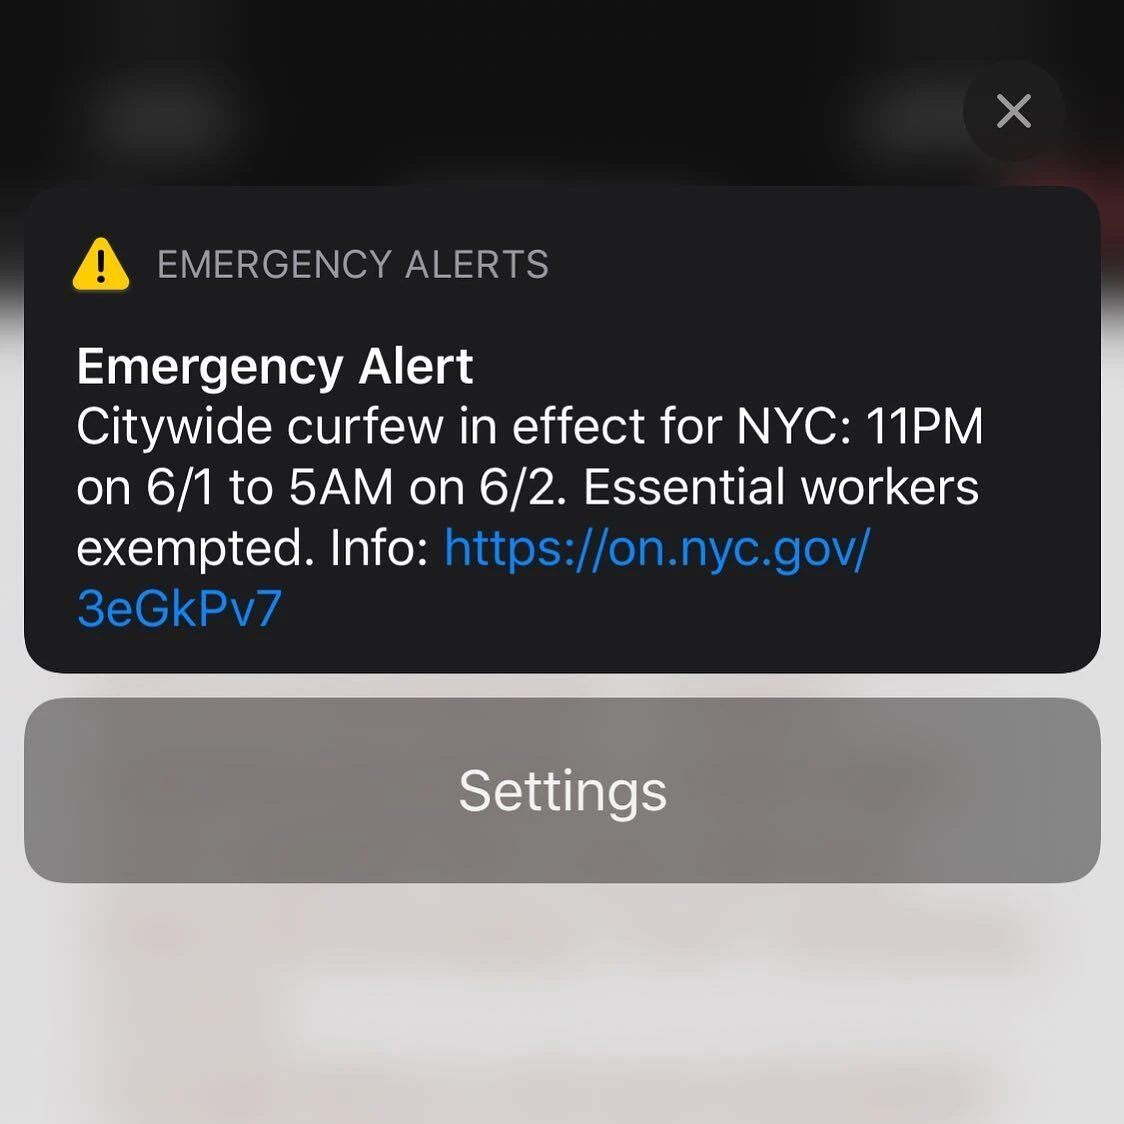 EMERGENCY ALERTS
Emergency Alert
Citywide curfew in effect for NYC: 11PM
on 6/1 to 5AM on 6/2. Essential workers
exempted. Info: https://on.nyc.gov/
3eGkPv7
Settings